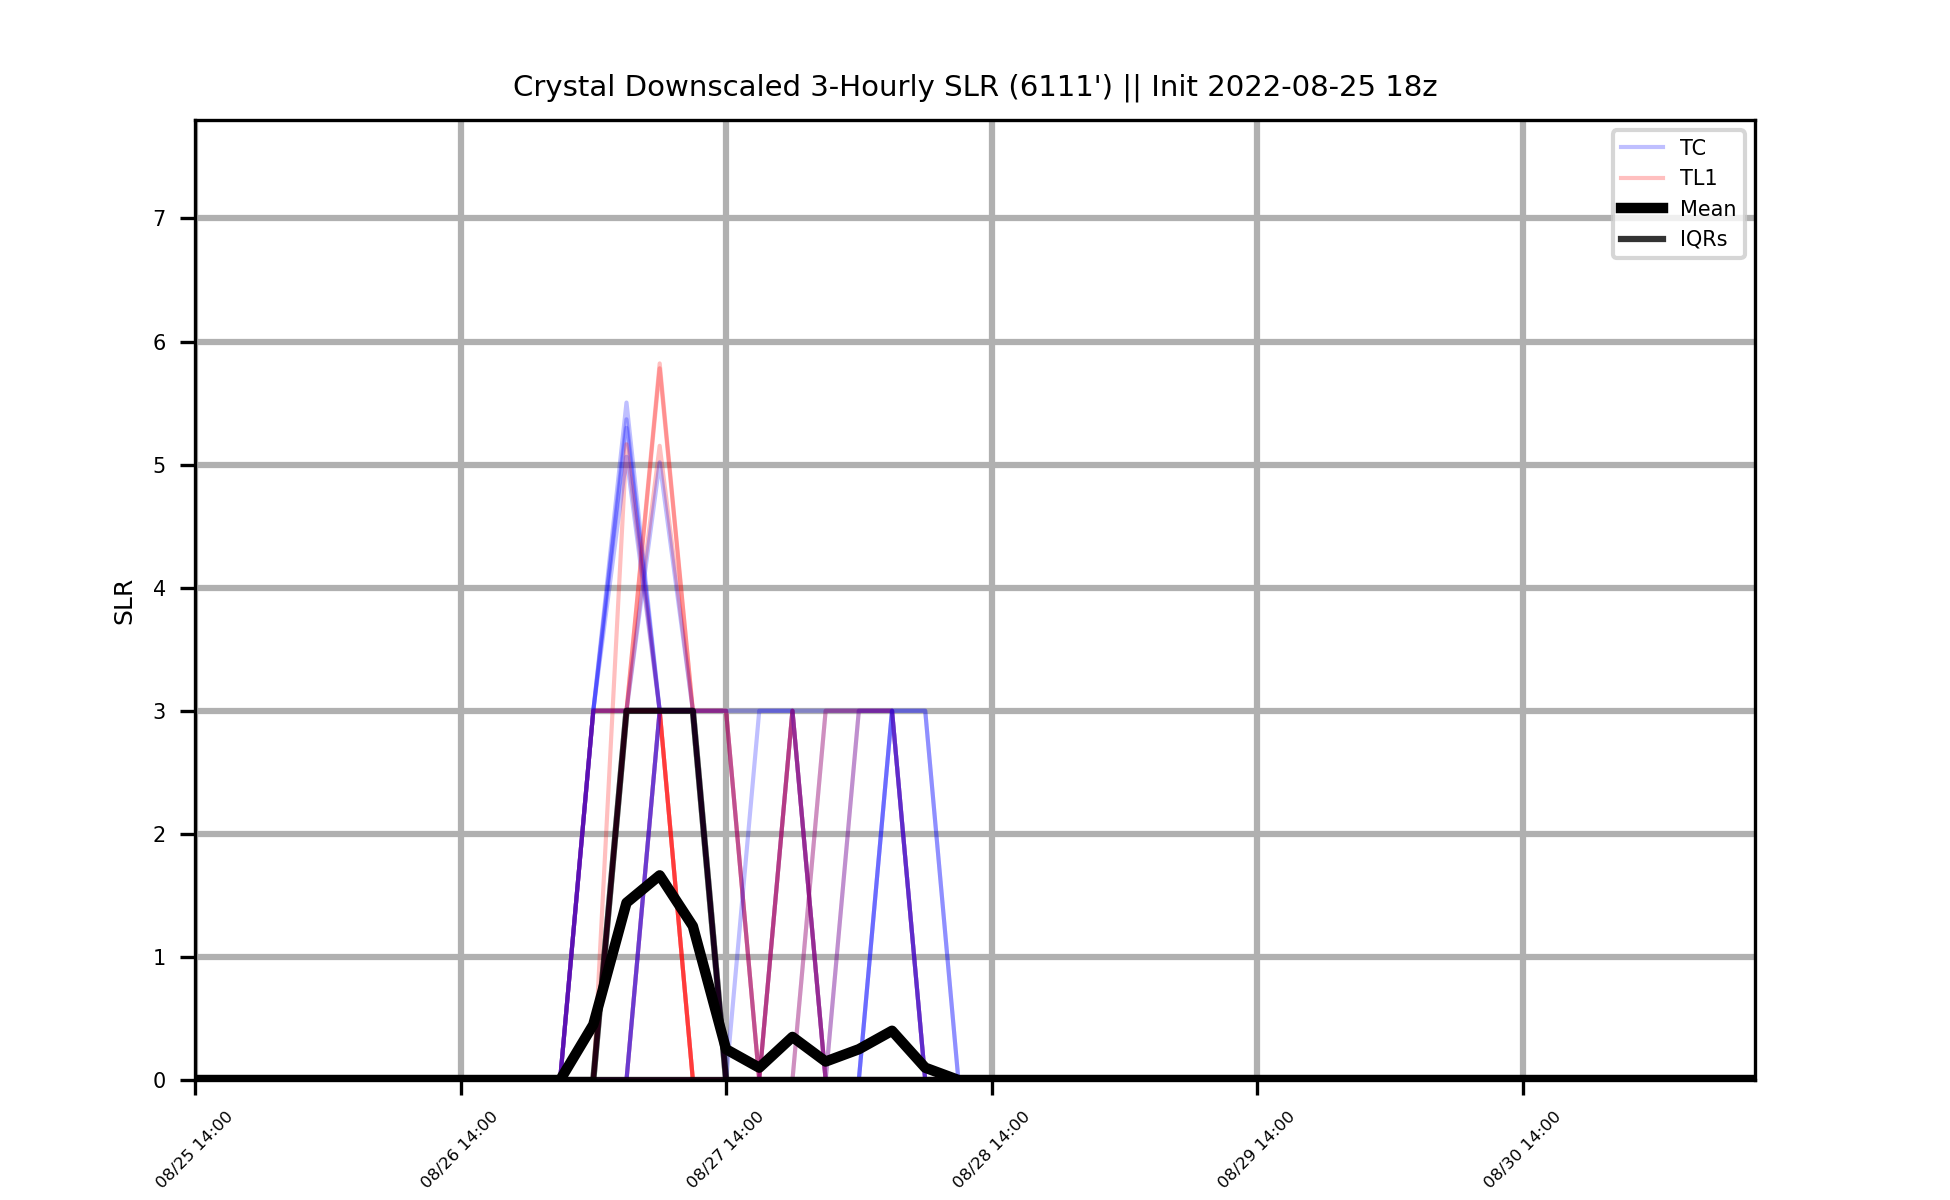 Crystal Downscaled 3-Hourly SLR (6111') || Init 2022-08-25 18z
TC
TL1
Mean
IQRs
7
6
5
4
3
2
1
0
SLR
08/25 14:00
08/26 14:00
08/27 14:00
08/28 14:00
08/29 14:00
08/30 14:00